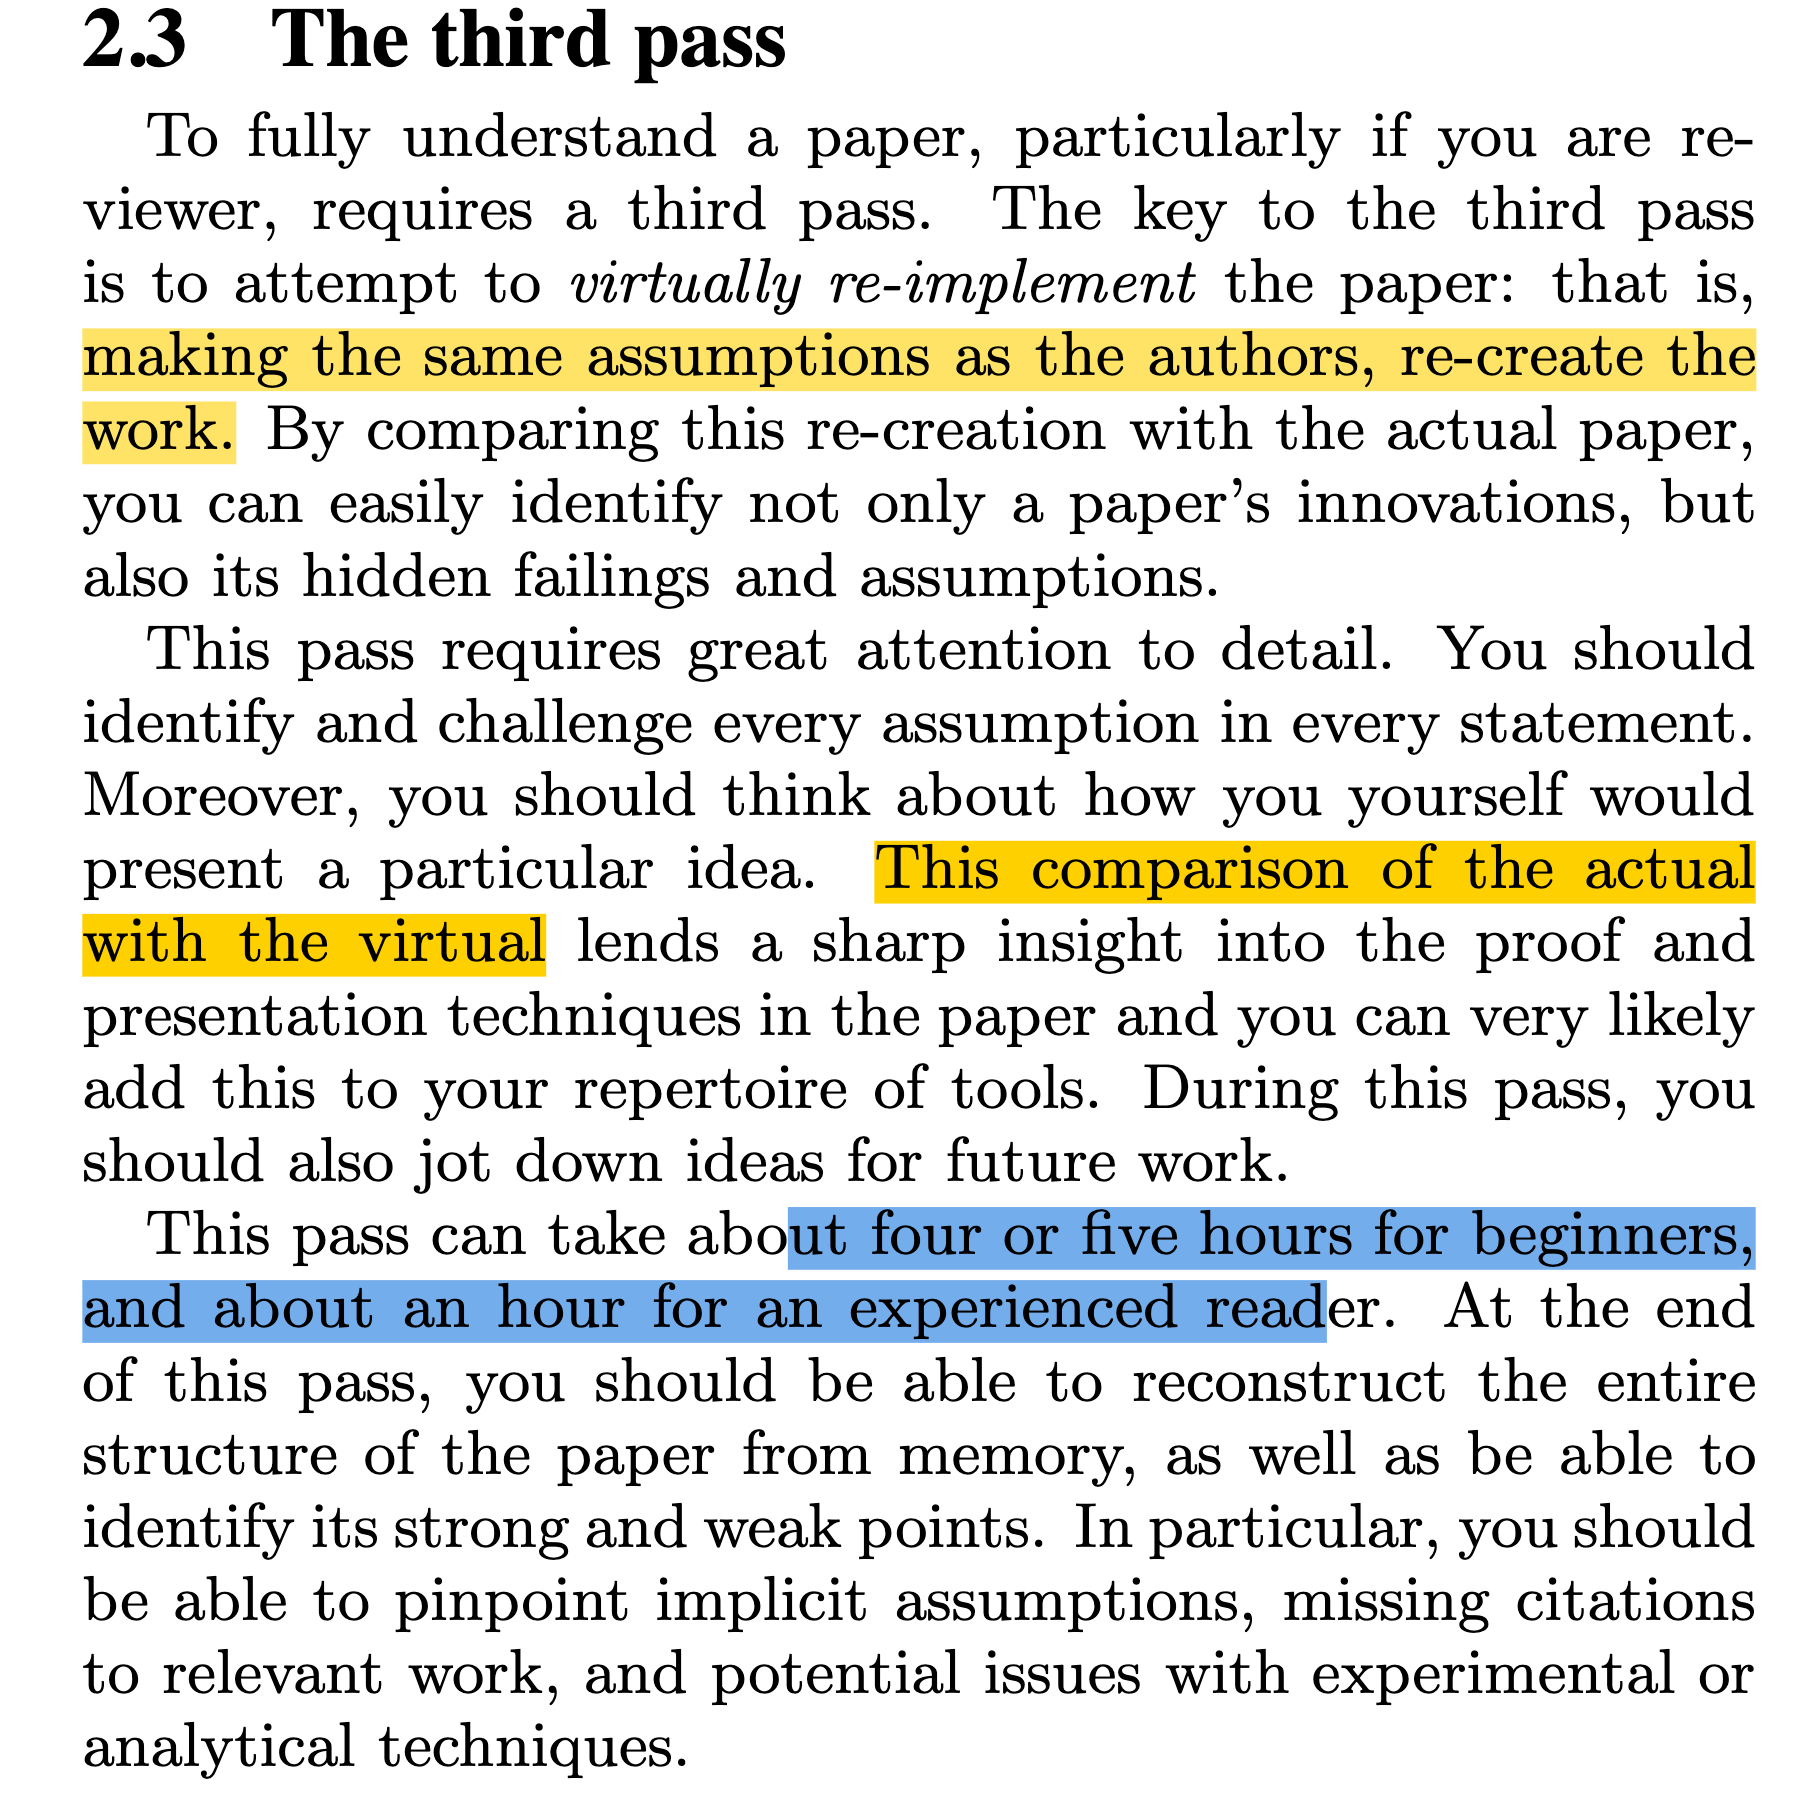 2.3 The third pass
To fully understand a paper, particularly if you are re-
viewer, requires a third pass. The key to the third pass
is to attempt to virtually re-implement the paper: that is,
making the same assumptions as the authors, re-create the
work. By comparing this re-creation with the actual paper,
you can easily identify not only a paper’s innovations, but
also its hidden failings and assumptions.
This pass requires great attention to detail. You should
identify and challenge every assumption in every statement.
Moreover, you should think about how you yourself would
present a particular idea. This comparison of the actual
with the virtual lends a sharp insight into the proof and
presentation techniques in the paper and you can very likely
add this to your repertoire of tools. During this pass, you
should also jot down ideas for future work.
This pass can take about four or five hours for beginners,
and about an hour for an experienced reader. At the end
of this pass, you should be able to reconstruct the entire
structure of the paper from memory, as well as be able to
identify its strong and weak points. In particular, you should
be able to pinpoint implicit assumptions, missing citations
to relevant work, and potential issues with experimental or
analytical techniques.